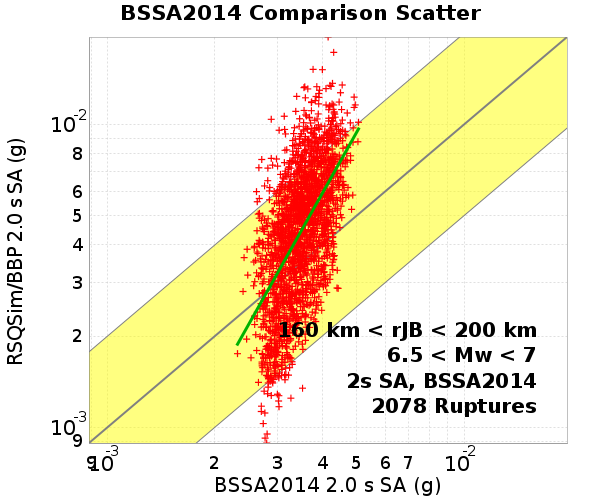 BSSA2014 Comparison Scatter
RSQSim/BBP 2.0 s SA (g)
10-2
8
6
5
4
3
2
10-3
9
160 km < rJB < 200 km
6.5 < Mw < 7
2s SA, BSSA2014
2078 Ruptures
9 10-3 2 3 4 5 6 7 10-2
BSSA2014 2.0 s SA (g)